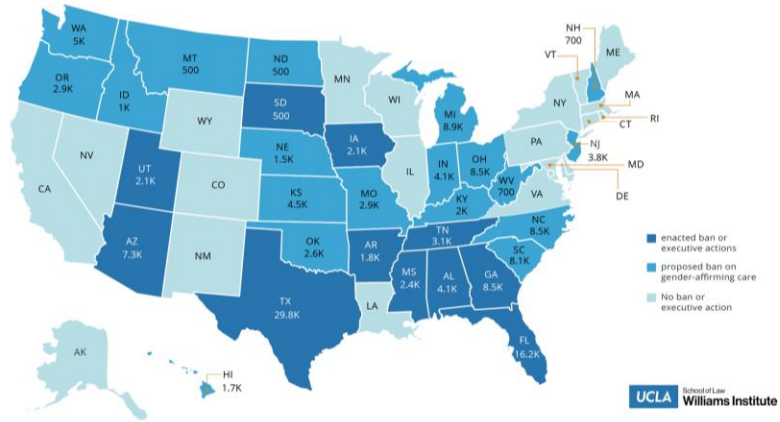 WA
5K
OR
2.9K
ID
1K
MT
500
ND
500
MN
WI
MI
8.9K
VT
NH
700
ME
NY
MA
RI
CT
NJ
3.8K
MD
DE
PA
SD
500
WY
IA
2.1K
NE
1.5K
IL
IN
4.1K
OH
8.5K
WV
700
VA
NV
CA
UT
2.1K
CO
KS
4.5K
MO
2.9K
KY
2K
NC
8.5K
TN
3.1K
SC
8.1K
AZ
7.3K
NM
OK
2.6K
AR
1.8K
MS
2.4K
AL
4.1K
GA
8.5K
TX
29.8K
LA
FL
16.2K
AK
HI
1.7K
enacted ban or
executive actions
proposed ban on
gender-affirming care
No ban or
executive action
UCLA
School of Law
Williams Institute